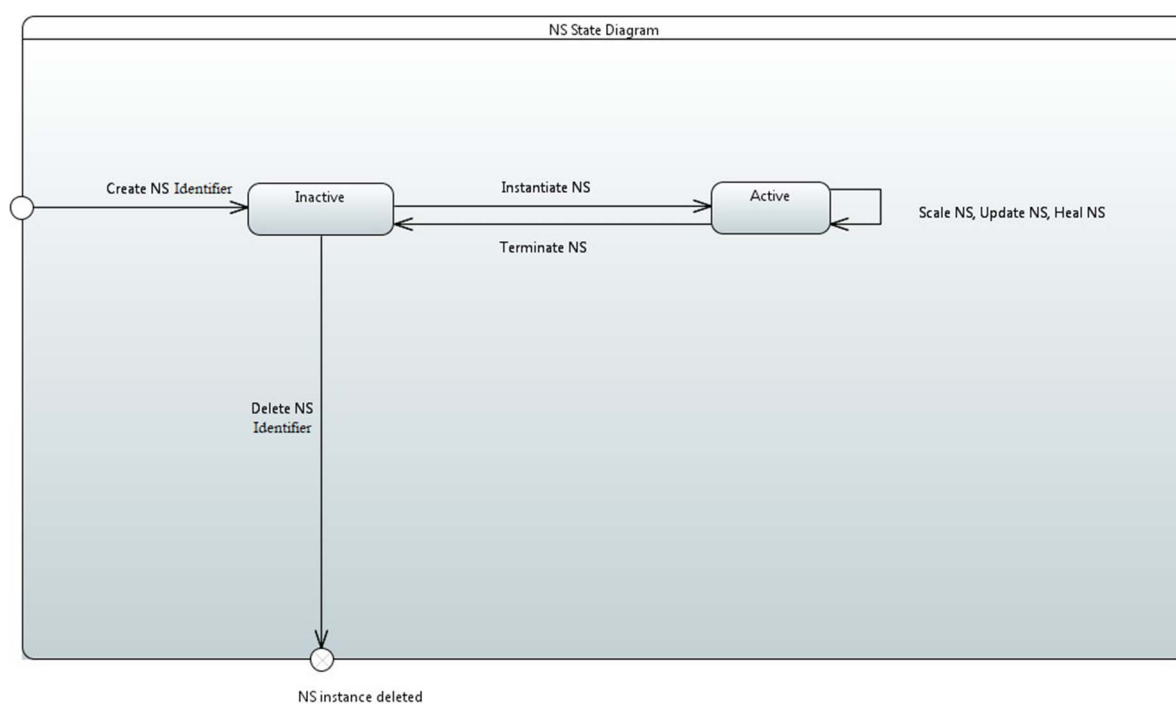 NS State Diagram
Create NS Identifier
Inactive
Instantiate NS
Active
Scale NS, Update NS, Heal NS
Terminate NS
Delete NS
Identifier
NS instance deleted